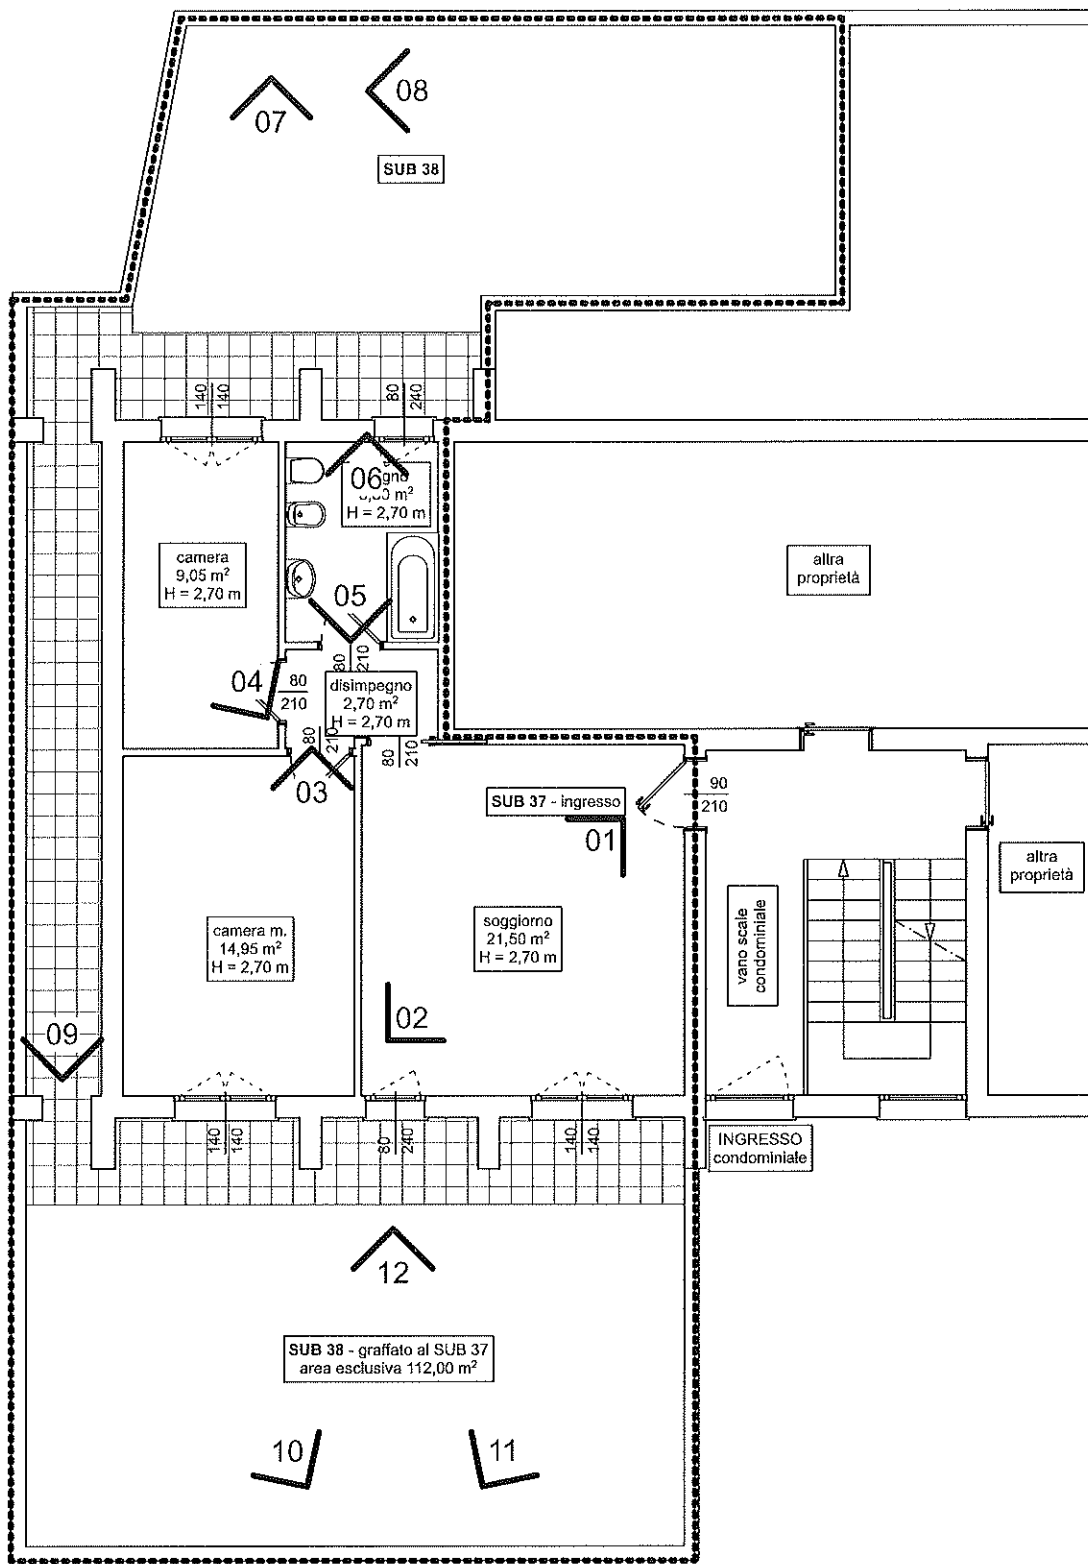 08
07
SUB 38
140
140
80
240
06
H = 2,70 m
camera
9,05 m²
H = 2,70 m
altra
proprietà
05
80
210
04
80
210
disimpegno
2,70 m²
H = 2,70 m
80
210
80
210
03
SUB 37 - ingresso
90
210
01
altra
proprietà
camera m.
14,95 m²
H = 2,70 m
soggiorno
21,50 m²
H = 2,70 m
vano scale
condominiale
02
09
140
140
80
240
140
140
INGRESSO
condominiale
12
SUB 38 - graffato al SUB 37
area esclusiva 112,00 m²
10
11